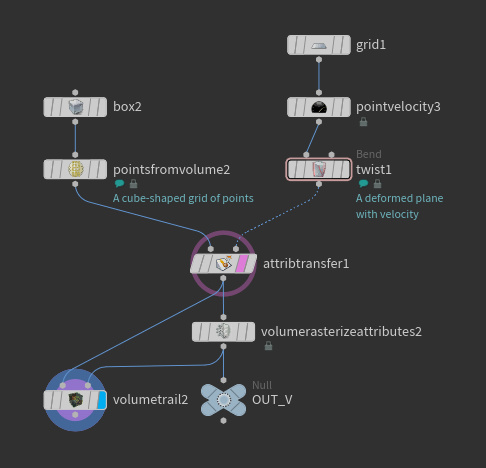 grid1
box2
pointvelocity3
Bend
pointsfromvolume2
twist1
A cube-shaped grid of points
A deformed plane
with velocity
attribtransfer1
volumerasterizeattributes2
Null
volumetrail2
OUT_V